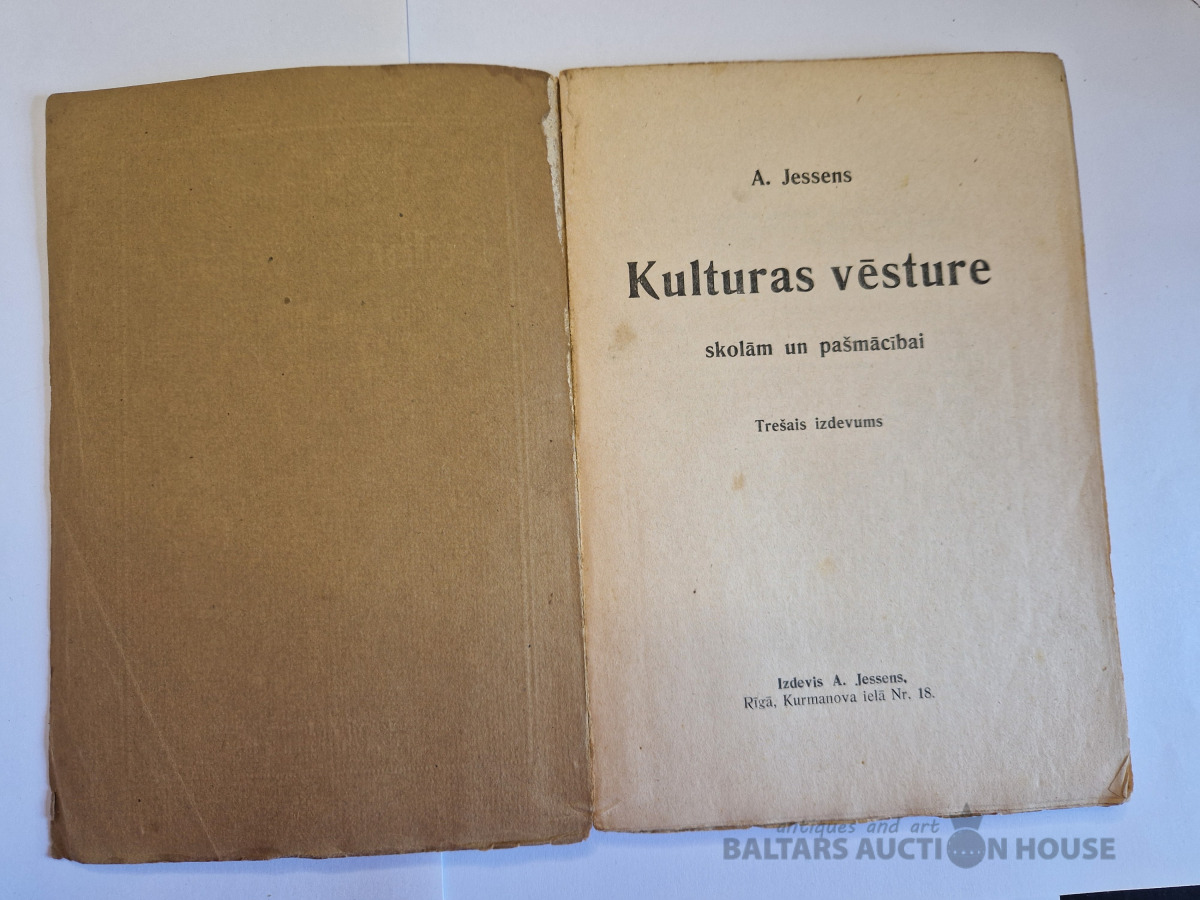 A. Jessens
Kulturas vēsture
skolām un pašmācībai
Trešais izdevums
Izdevis A. Jessens,
Rīgā, Kurmanova ielā Nr. 18.
antiques and art
BALTARS AUCTION HOUSE